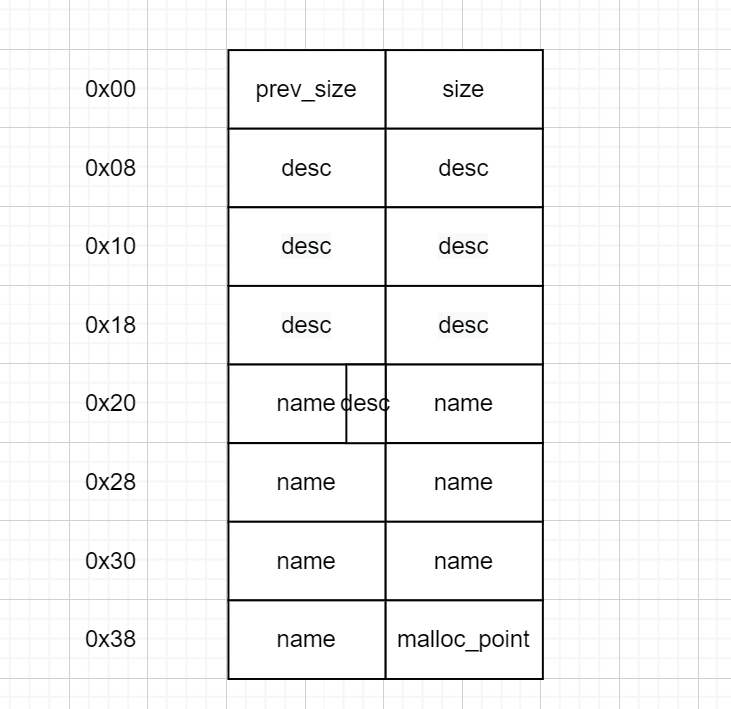 0x00 prev_size size
0x08 desc desc
0x10 desc desc
0x18 desc desc
0x20 name desc name
0x28 name name
0x30 name name
0x38 name malloc_point